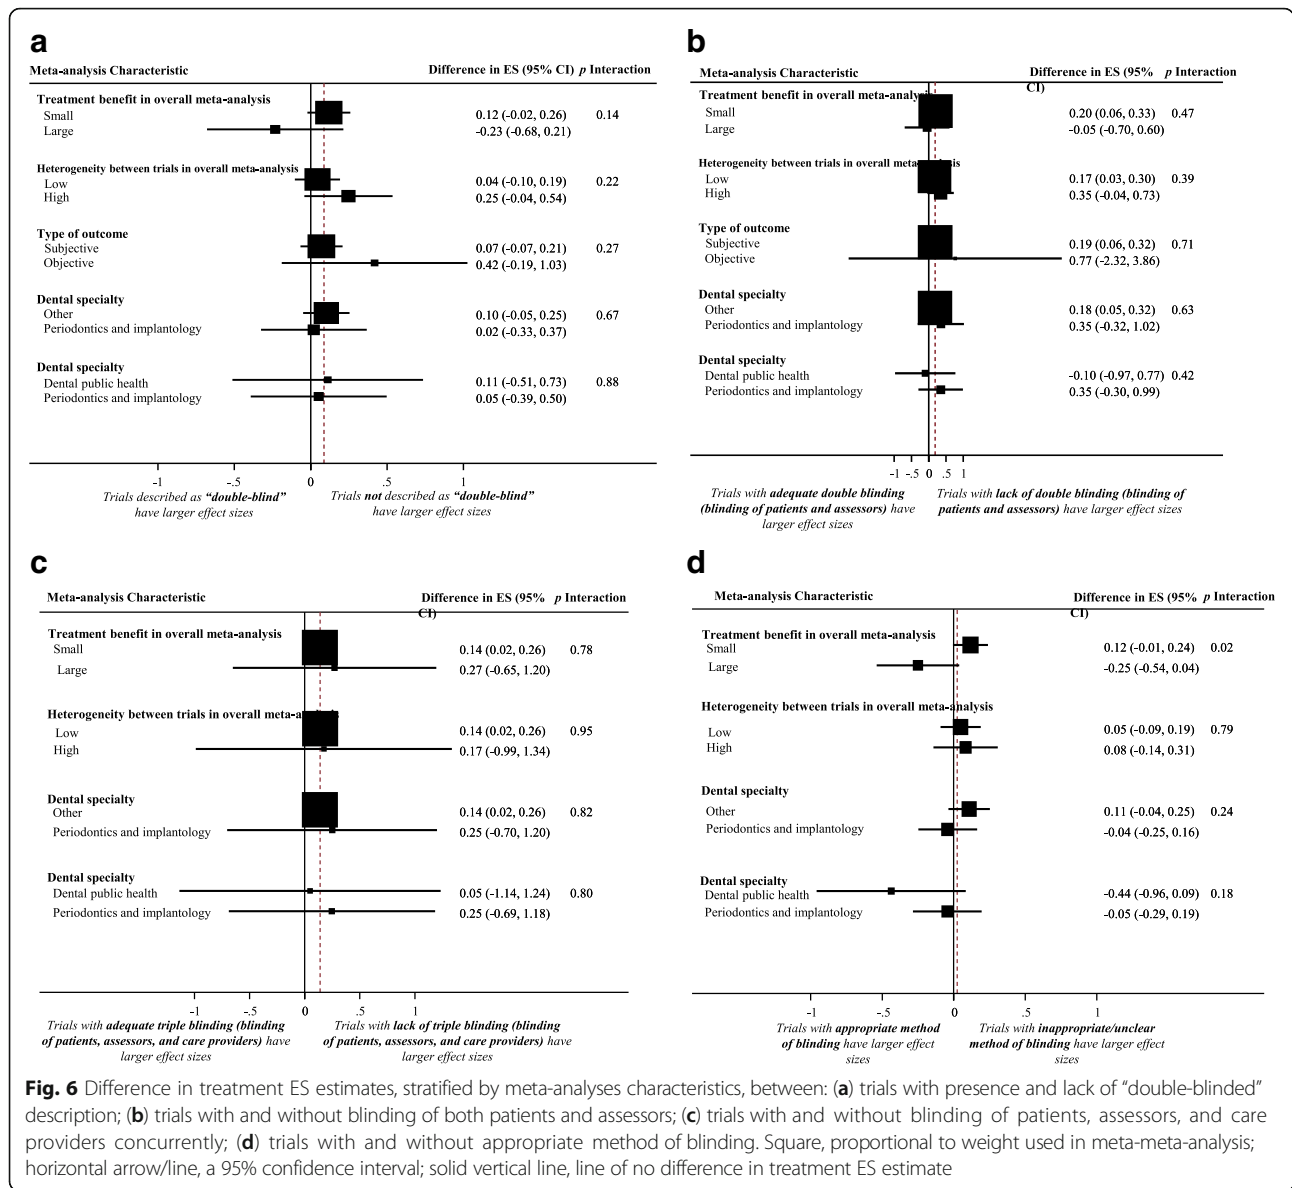 a
Meta-analysis Characteristic Difference in ES (95% CI) p Interaction
Treatment benefit in overall meta-analysis
Small 0.12 (-0.02, 0.26) 0.14
Large -0.23 (-0.68, 0.21)
Heterogeneity between trials in overall meta-analysis
Low 0.04 (-0.10, 0.19) 0.22
High 0.25 (-0.04, 0.54)
Type of outcome
Subjective 0.07 (-0.07, 0.21) 0.27
Objective 0.42 (-0.19, 1.03)
Dental specialty
Other 0.10 (-0.05, 0.25) 0.67
Periodontics and implantology 0.02 (-0.33, 0.37)
Dental specialty
Dental public health 0.11 (-0.51, 0.73) 0.88
Periodontics and implantology 0.05 (-0.39, 0.50)
-1 -.5 0 .5 1
Trials described as “double-blind”
have larger effect sizes
Trials not described as “double-blind”
have larger effect sizes
b
Meta-analysis Characteristic Difference in ES (95% p Interaction
CI)
Treatment benefit in overall meta-analysis
Small 0.20 (0.06, 0.33) 0.47
Large -0.05 (-0.70, 0.60)
Heterogeneity between trials in overall meta-analysis
Low 0.17 (0.03, 0.30) 0.39
High 0.35 (-0.04, 0.73)
Type of outcome
Subjective 0.19 (0.06, 0.32) 0.71
Objective 0.77 (-2.32, 3.86)
Dental specialty
Other 0.18 (0.05, 0.32) 0.63
Periodontics and implantology 0.35 (-0.32, 1.02)
Dental specialty
Dental public health -0.10 (-0.97, 0.77) 0.42
Periodontics and implantology 0.35 (-0.30, 0.99)
-1 -.5 0 .5 1
Trials with adequate double blinding
(blinding of patients and assessors) have
larger effect sizes
Trials with lack of double blinding (blinding of
patients and assessors) have larger effect sizes
c
Meta-analysis Characteristic Difference in ES (95% p Interaction
CI)
Treatment benefit in overall meta-analysis
Small 0.14 (0.02, 0.26) 0.78
Large 0.27 (-0.65, 1.20)
Heterogeneity between trials in overall meta-analysis
Low 0.14 (0.02, 0.26) 0.95
High 0.17 (-0.99, 1.34)
Dental specialty
Other 0.14 (0.02, 0.26) 0.82
Periodontics and implantology 0.25 (-0.70, 1.20)
Dental specialty
Dental public health 0.05 (-1.14, 1.24) 0.80
Periodontics and implantology 0.25 (-0.69, 1.18)
-1 -.5 0 .5 1
Trials with adequate triple blinding (blinding
of patients, assessors, and care providers) have
larger effect sizes
Trials with lack of triple blinding (blinding
of patients, assessors, and care providers) have
larger effect sizes
d
Meta-analysis Characteristic Difference in ES (95% p Interaction
CI)
Treatment benefit in overall meta-analysis
Small 0.12 (-0.01, 0.24) 0.02
Large -0.25 (-0.54, 0.04)
Heterogeneity between trials in overall meta-analysis
Low 0.05 (-0.09, 0.19) 0.79
High 0.08 (-0.14, 0.31)
Dental specialty
Other 0.11 (-0.04, 0.25) 0.24
Periodontics and implantology -0.04 (-0.25, 0.16)
Dental specialty
Dental public health -0.44 (-0.96, 0.09) 0.18
Periodontics and implantology -0.05 (-0.29, 0.19)
-1 -.5 0 .5 1
Trials with appropriate method
of blinding have larger effect
sizes
Trials with inappropriate/unclear
method of blinding have larger effect
sizes
Fig. 6 Difference in treatment ES estimates, stratified by meta-analyses characteristics, between: (a) trials with presence and lack of “double-blinded”
description; (b) trials with and without blinding of both patients and assessors; (c) trials with and without blinding of patients, assessors, and care
providers concurrently; (d) trials with and without appropriate method of blinding. Square, proportional to weight used in meta-meta-analysis;
horizontal arrow/line, a 95% confidence interval; solid vertical line, line of no difference in treatment ES estimate